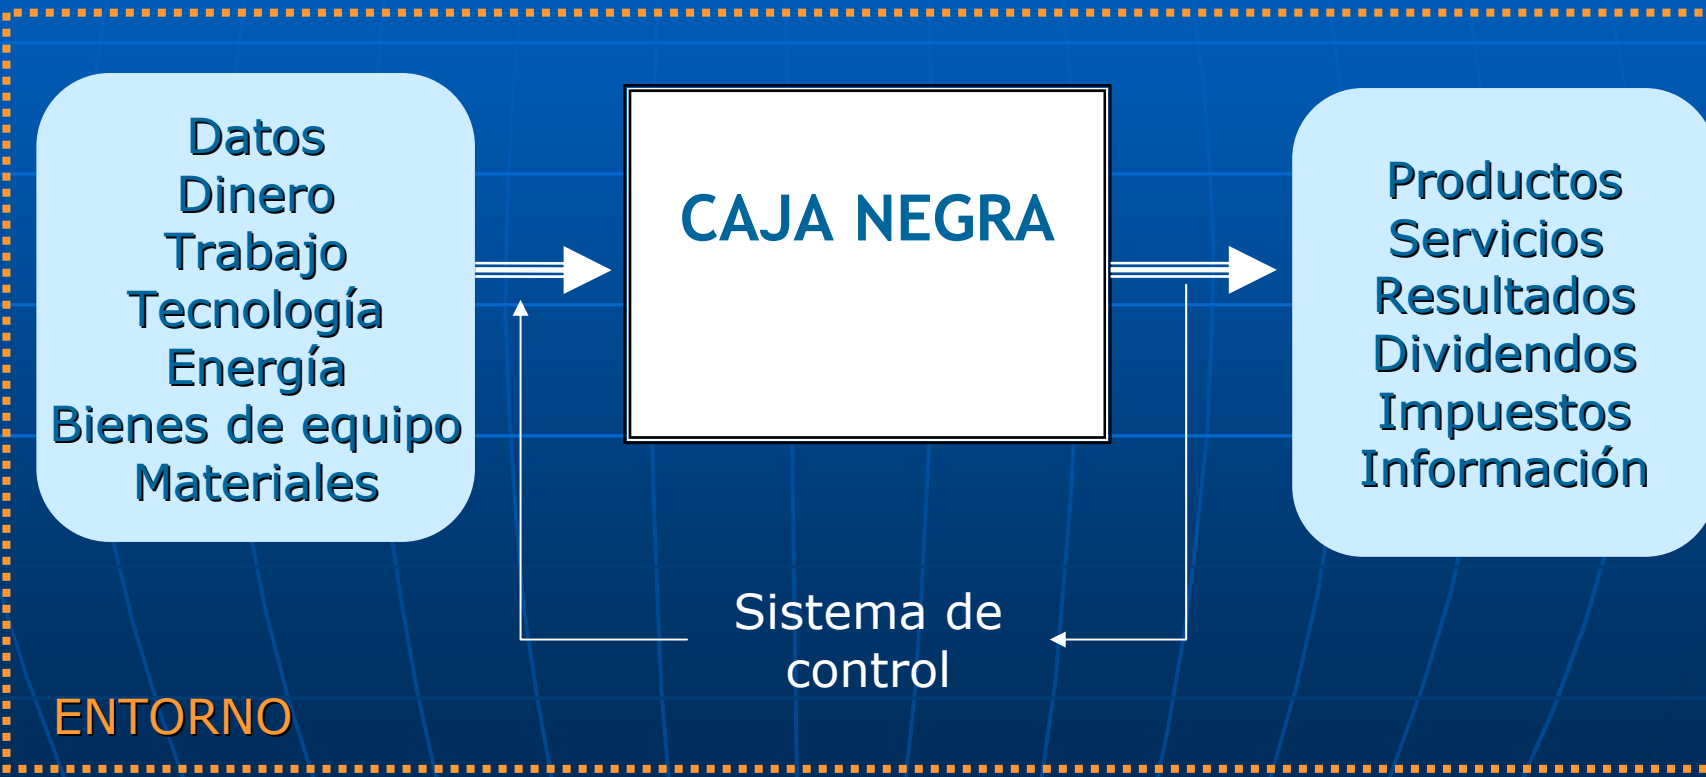 Datos
Dinero
Trabajo
Tecnología
Energía
Bienes de equipo
Materiales
CAJA NEGRA
Productos
Servicios
Resultados
Dividendos
Impuestos
Información
Sistema de
control
ENTORNO